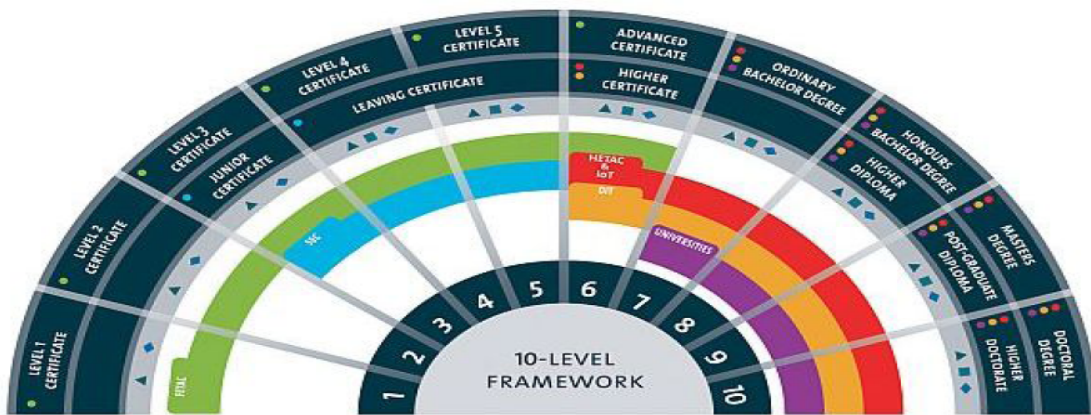 LEVEL 1
CERTIFICATE
LEVEL 2
CERTIFICATE
LEVEL 3
CERTIFICATE
JUNIOR
CERTIFICATE
LEVEL 4
CERTIFICATE
LEVEL 5
CERTIFICATE
LEAVING CERTIFICATE
ADVANCED
CERTIFICATE
HIGHER
CERTIFICATE
ORDINARY
BACHELOR DEGREE
HONOURS
BACHELOR DEGREE
HIGHER
DIPLOMA
MASTERS
DEGREE
POST-GRADUATE
DIPLOMA
DOCTORAL
DEGREE
HIGHER
DOCTORATE
FETAC
SEC
HETAC
&
IoT
DIT
UNIVERSITIES
1
2
3
4
5
6
7
8
9
10
10-LEVEL
FRAMEWORK